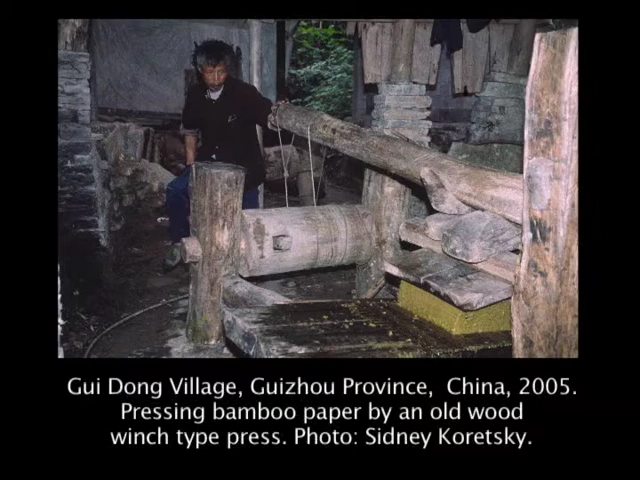 Gui Dong Village, Guizhou Province,  China, 2005.
Pressing bamboo paper by an old wood
winch type press. Photo: Sidney Koretsky.